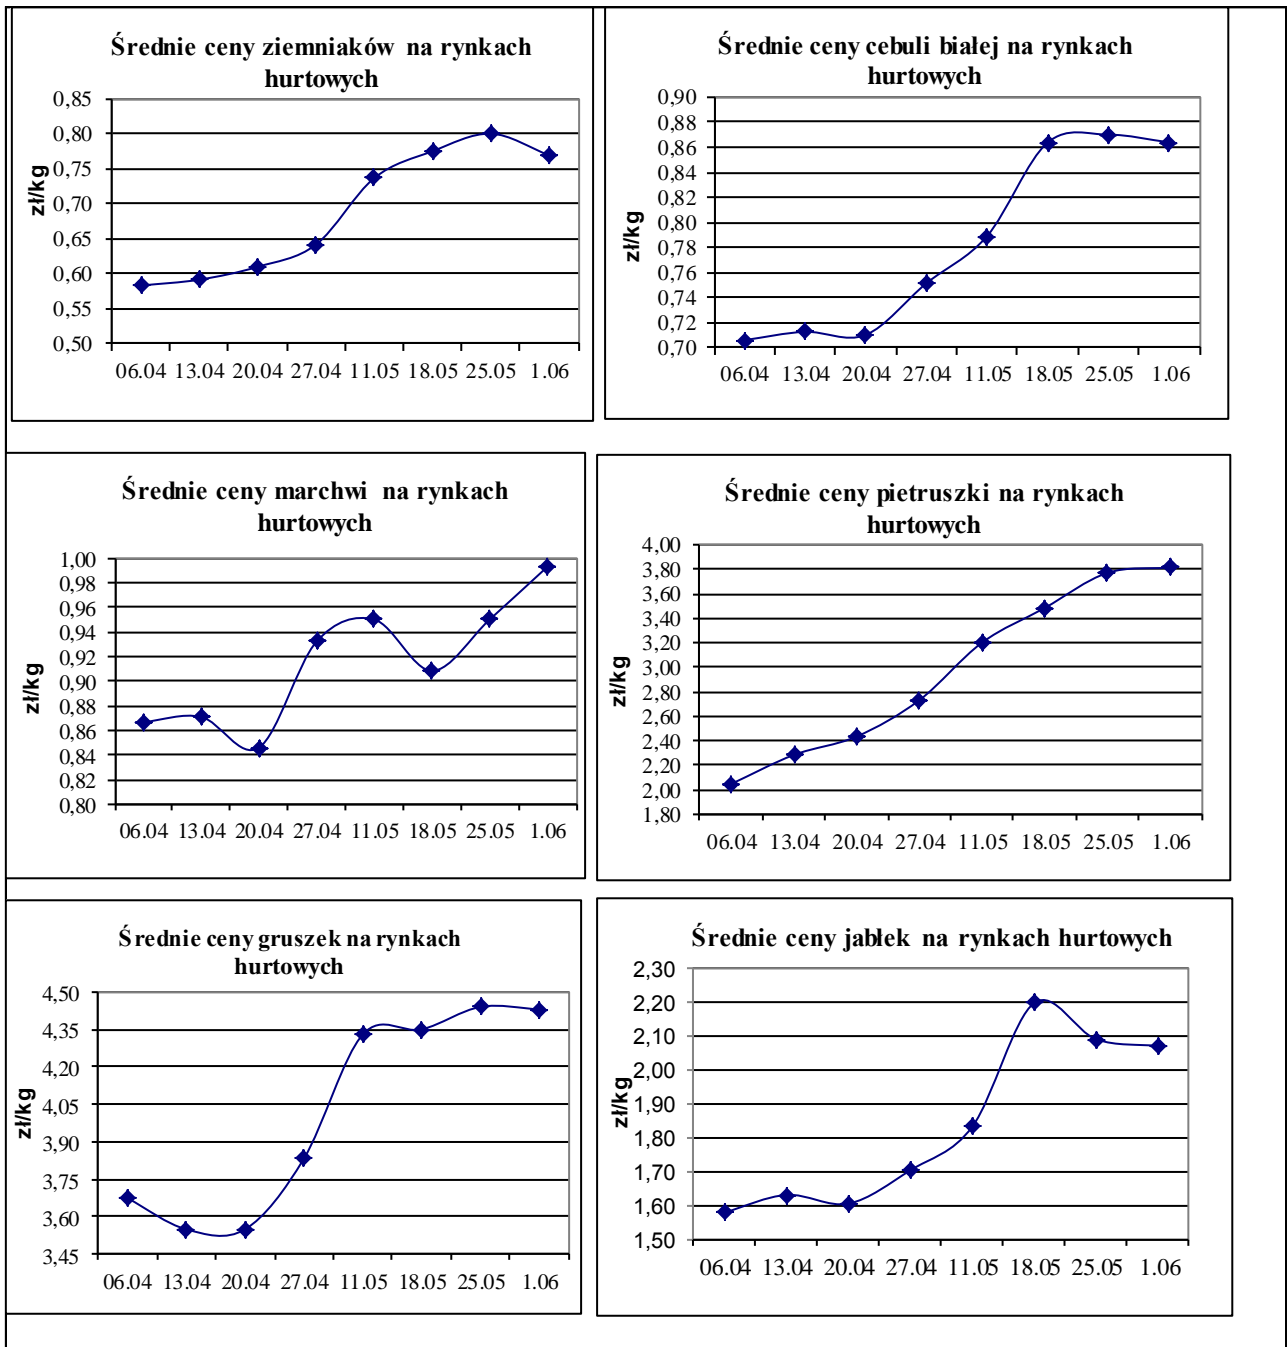 Średnie ceny ziemniaków na rynkach
hurtowych
zł/kg
0,85
0,80
0,75
0,70
0,65
0,60
0,55
0,50
06.04 13.04 20.04 27.04 11.05 18.05 25.05 1.06
Średnie ceny cebuli białej na rynkach
hurtowych
zł/kg
0,90
0,88
0,86
0,84
0,82
0,80
0,78
0,76
0,74
0,72
0,70
06.04 13.04 20.04 27.04 11.05 18.05 25.05 1.06
Średnie ceny marchwi na rynkach
hurtowych
zł/kg
1,00
0,98
0,96
0,94
0,92
0,90
0,88
0,86
0,84
0,82
0,80
06.04 13.04 20.04 27.04 11.05 18.05 25.05 1.06
Średnie ceny pietruszki na rynkach
hurtowych
zł/kg
4,00
3,80
3,60
3,40
3,20
3,00
2,80
2,60
2,40
2,20
2,00
1,80
06.04 13.04 20.04 27.04 11.05 18.05 25.05 1.06
Średnie ceny gruszek na rynkach
hurtowych
zł/kg
4,50
4,35
4,20
4,05
3,90
3,75
3,60
3,45
06.04 13.04 20.04 27.04 11.05 18.05 25.05 1.06
Średnie ceny jabłek na rynkach hurtowych
zł/kg
2,30
2,20
2,10
2,00
1,90
1,80
1,70
1,60
1,50
06.04 13.04 20.04 27.04 11.05 18.05 25.05 1.06